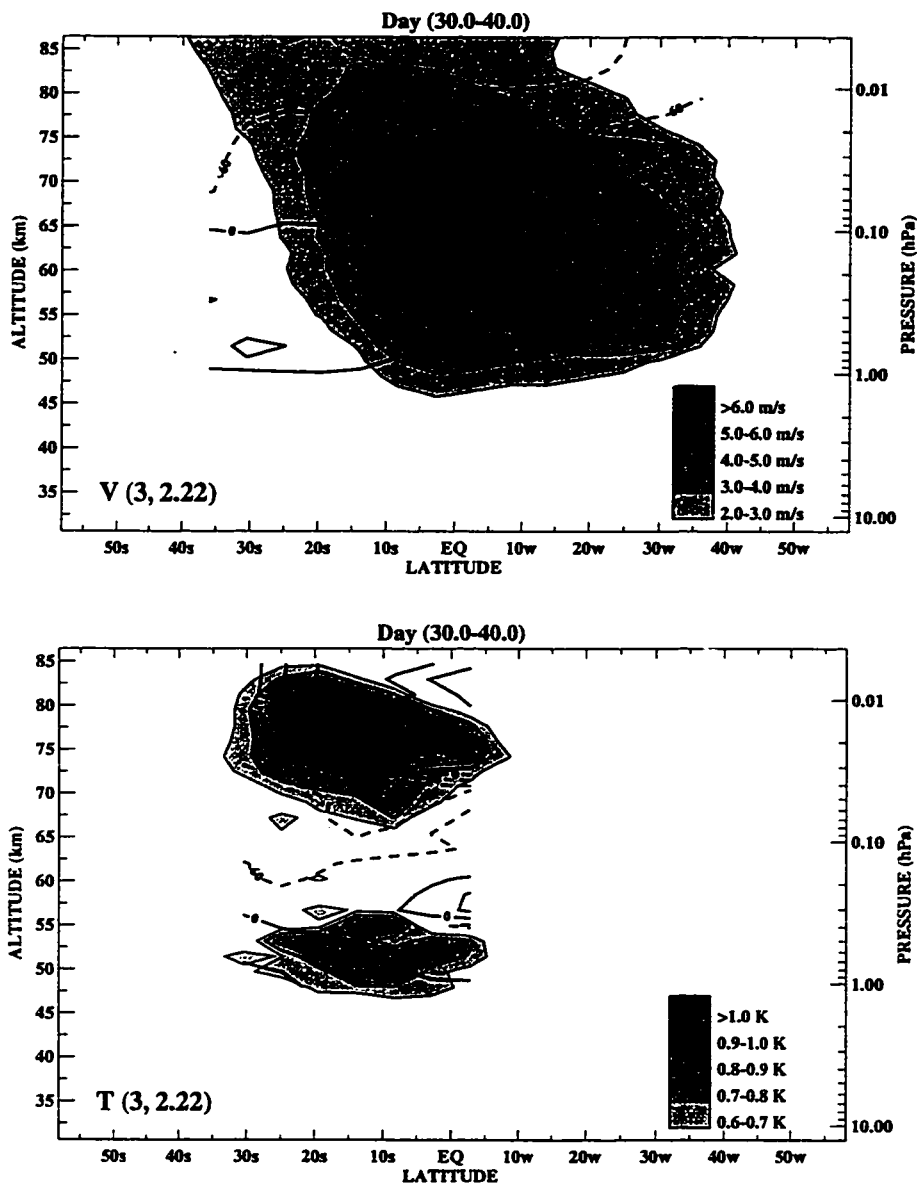 Day (30.0-40.0)
85
80
75
70
65
60
55
50
45
40
35
ALTITUDE (km)
0.01
0.10
1.00
10.00
PRESSURE (hPa)
0
>6.0 m/s
5.0-6.0 m/s
4.0-5.0 m/s
3.0-4.0 m/s
2.0-3.0 m/s
V (3, 2.22)
50s 40s 30s 20s 10s EQ 10w 20w 30w 40w 50w
LATITUDE
Day (30.0-40.0)
85
80
75
70
65
60
55
50
45
40
35
ALTITUDE (km)
0.01
0.10
1.00
10.00
PRESSURE (hPa)
0
0
>1.0 K
0.9-1.0 K
0.8-0.9 K
0.7-0.8 K
0.6-0.7 K
T (3, 2.22)
50s 40s 30s 20s 10s EQ 10w 20w 30w 40w 50w
LATITUDE